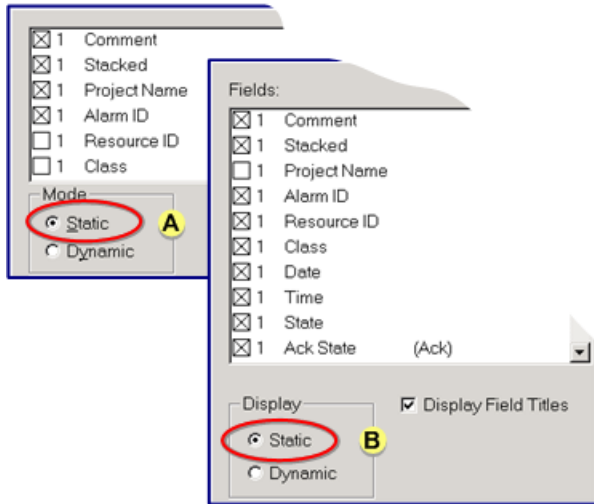 1 Comment
1 Stacked
1 Project Name
1 Alarm ID
1 Resource ID
1 Class
Mode
Static
A
Dynamic
Fields:
1 Comment
1 Stacked
1 Project Name
1 Alarm ID
1 Resource ID
1 Class
1 Date
1 Time
1 State
1 Ack State (Ack)
Display
Display Field Titles
Static
B
Dynamic